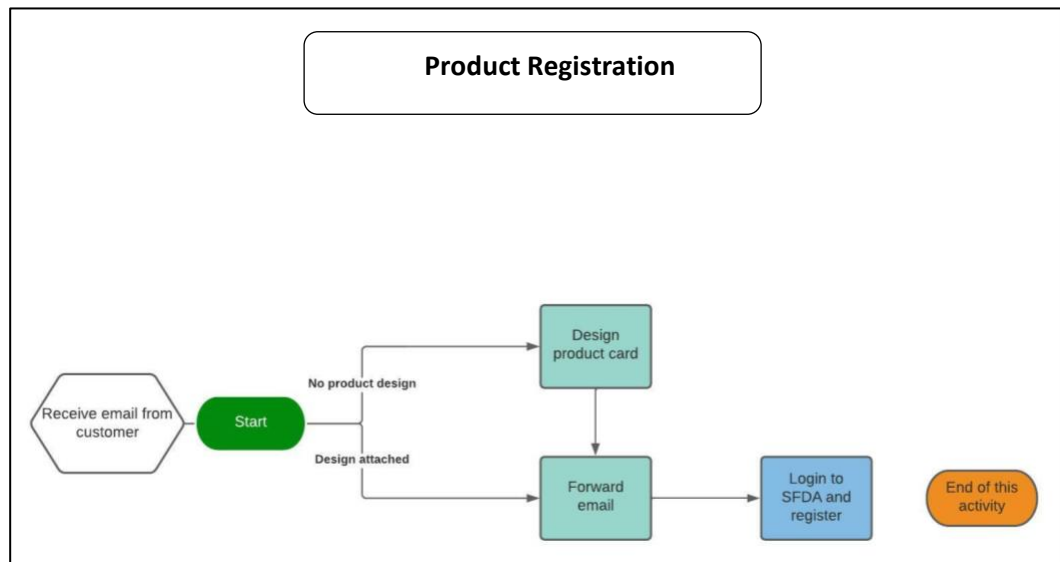 Product Registration
Design
product card
No product design
Receive email from
customer
Start
Design attached
Forward
email
Login to
SFDA and
register
End of this
activity